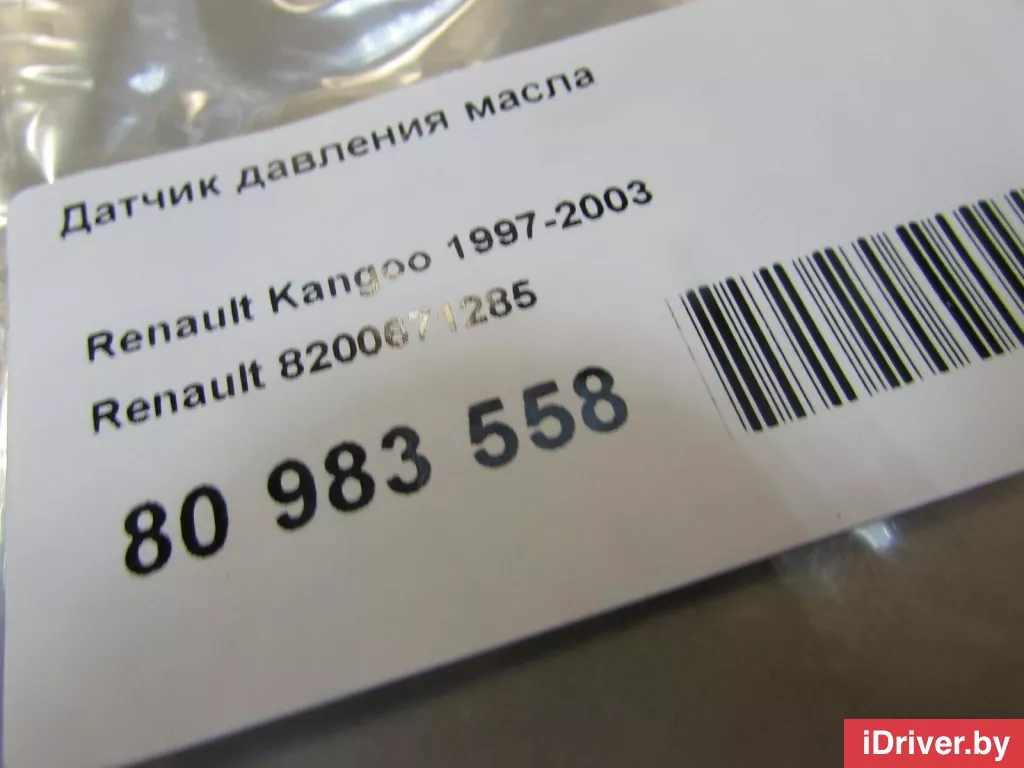 Датчик давления масла
Renault Kangoo 1997-2003
Renault 8200671285
80 983 558
iDriver.by